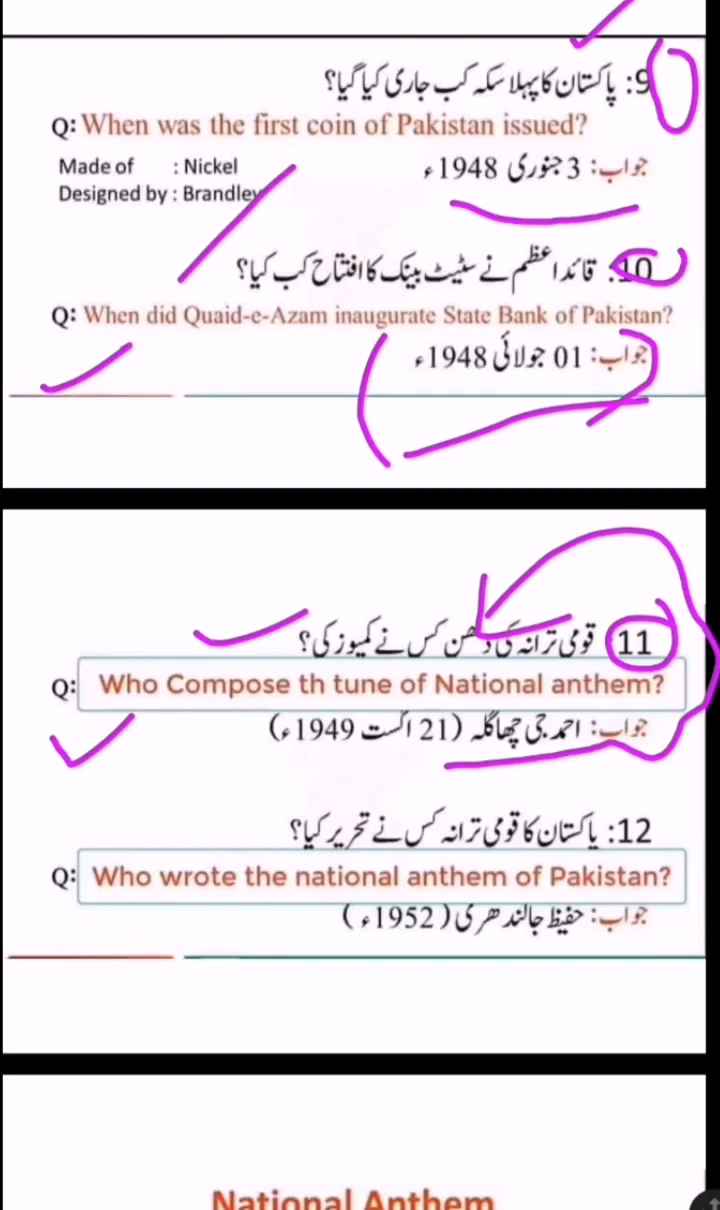 9: پاکستان کا پہلا سکہ کب جاری کیا گیا؟
Q: When was the first coin of Pakistan issued?
جواب: 3 جنوری 1948ء
Made of : Nickel
Designed by : Brandley
10: قائداعظم نے سٹیٹ بینک کا افتتاح کب کیا؟
Q: When did Quaid-e-Azam inaugurate State Bank of Pakistan?
جواب: 01 جولائی 1948ء
11 قومی ترانہ کی دھن کس نے کمپوز کی؟
Q: Who Compose th tune of National anthem?
جواب: احمد جی چھاگلہ (21 اگست 1949ء)
12: پاکستان کا قومی ترانہ کس نے تحریر کیا؟
Q: Who wrote the national anthem of Pakistan?
جواب: حفیظ جالندھری (1952ء)
National Anthem